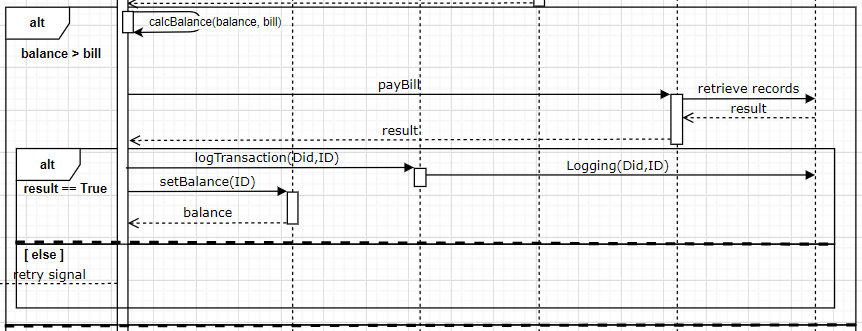 alt
calcBalance(balance, bill)
balance > bill
payBill
retrieve records
result
result
alt
logTransaction(Did,ID)
Logging(Did,ID)
result == True
setBalance(ID)
balance
[ else ]
retry signal